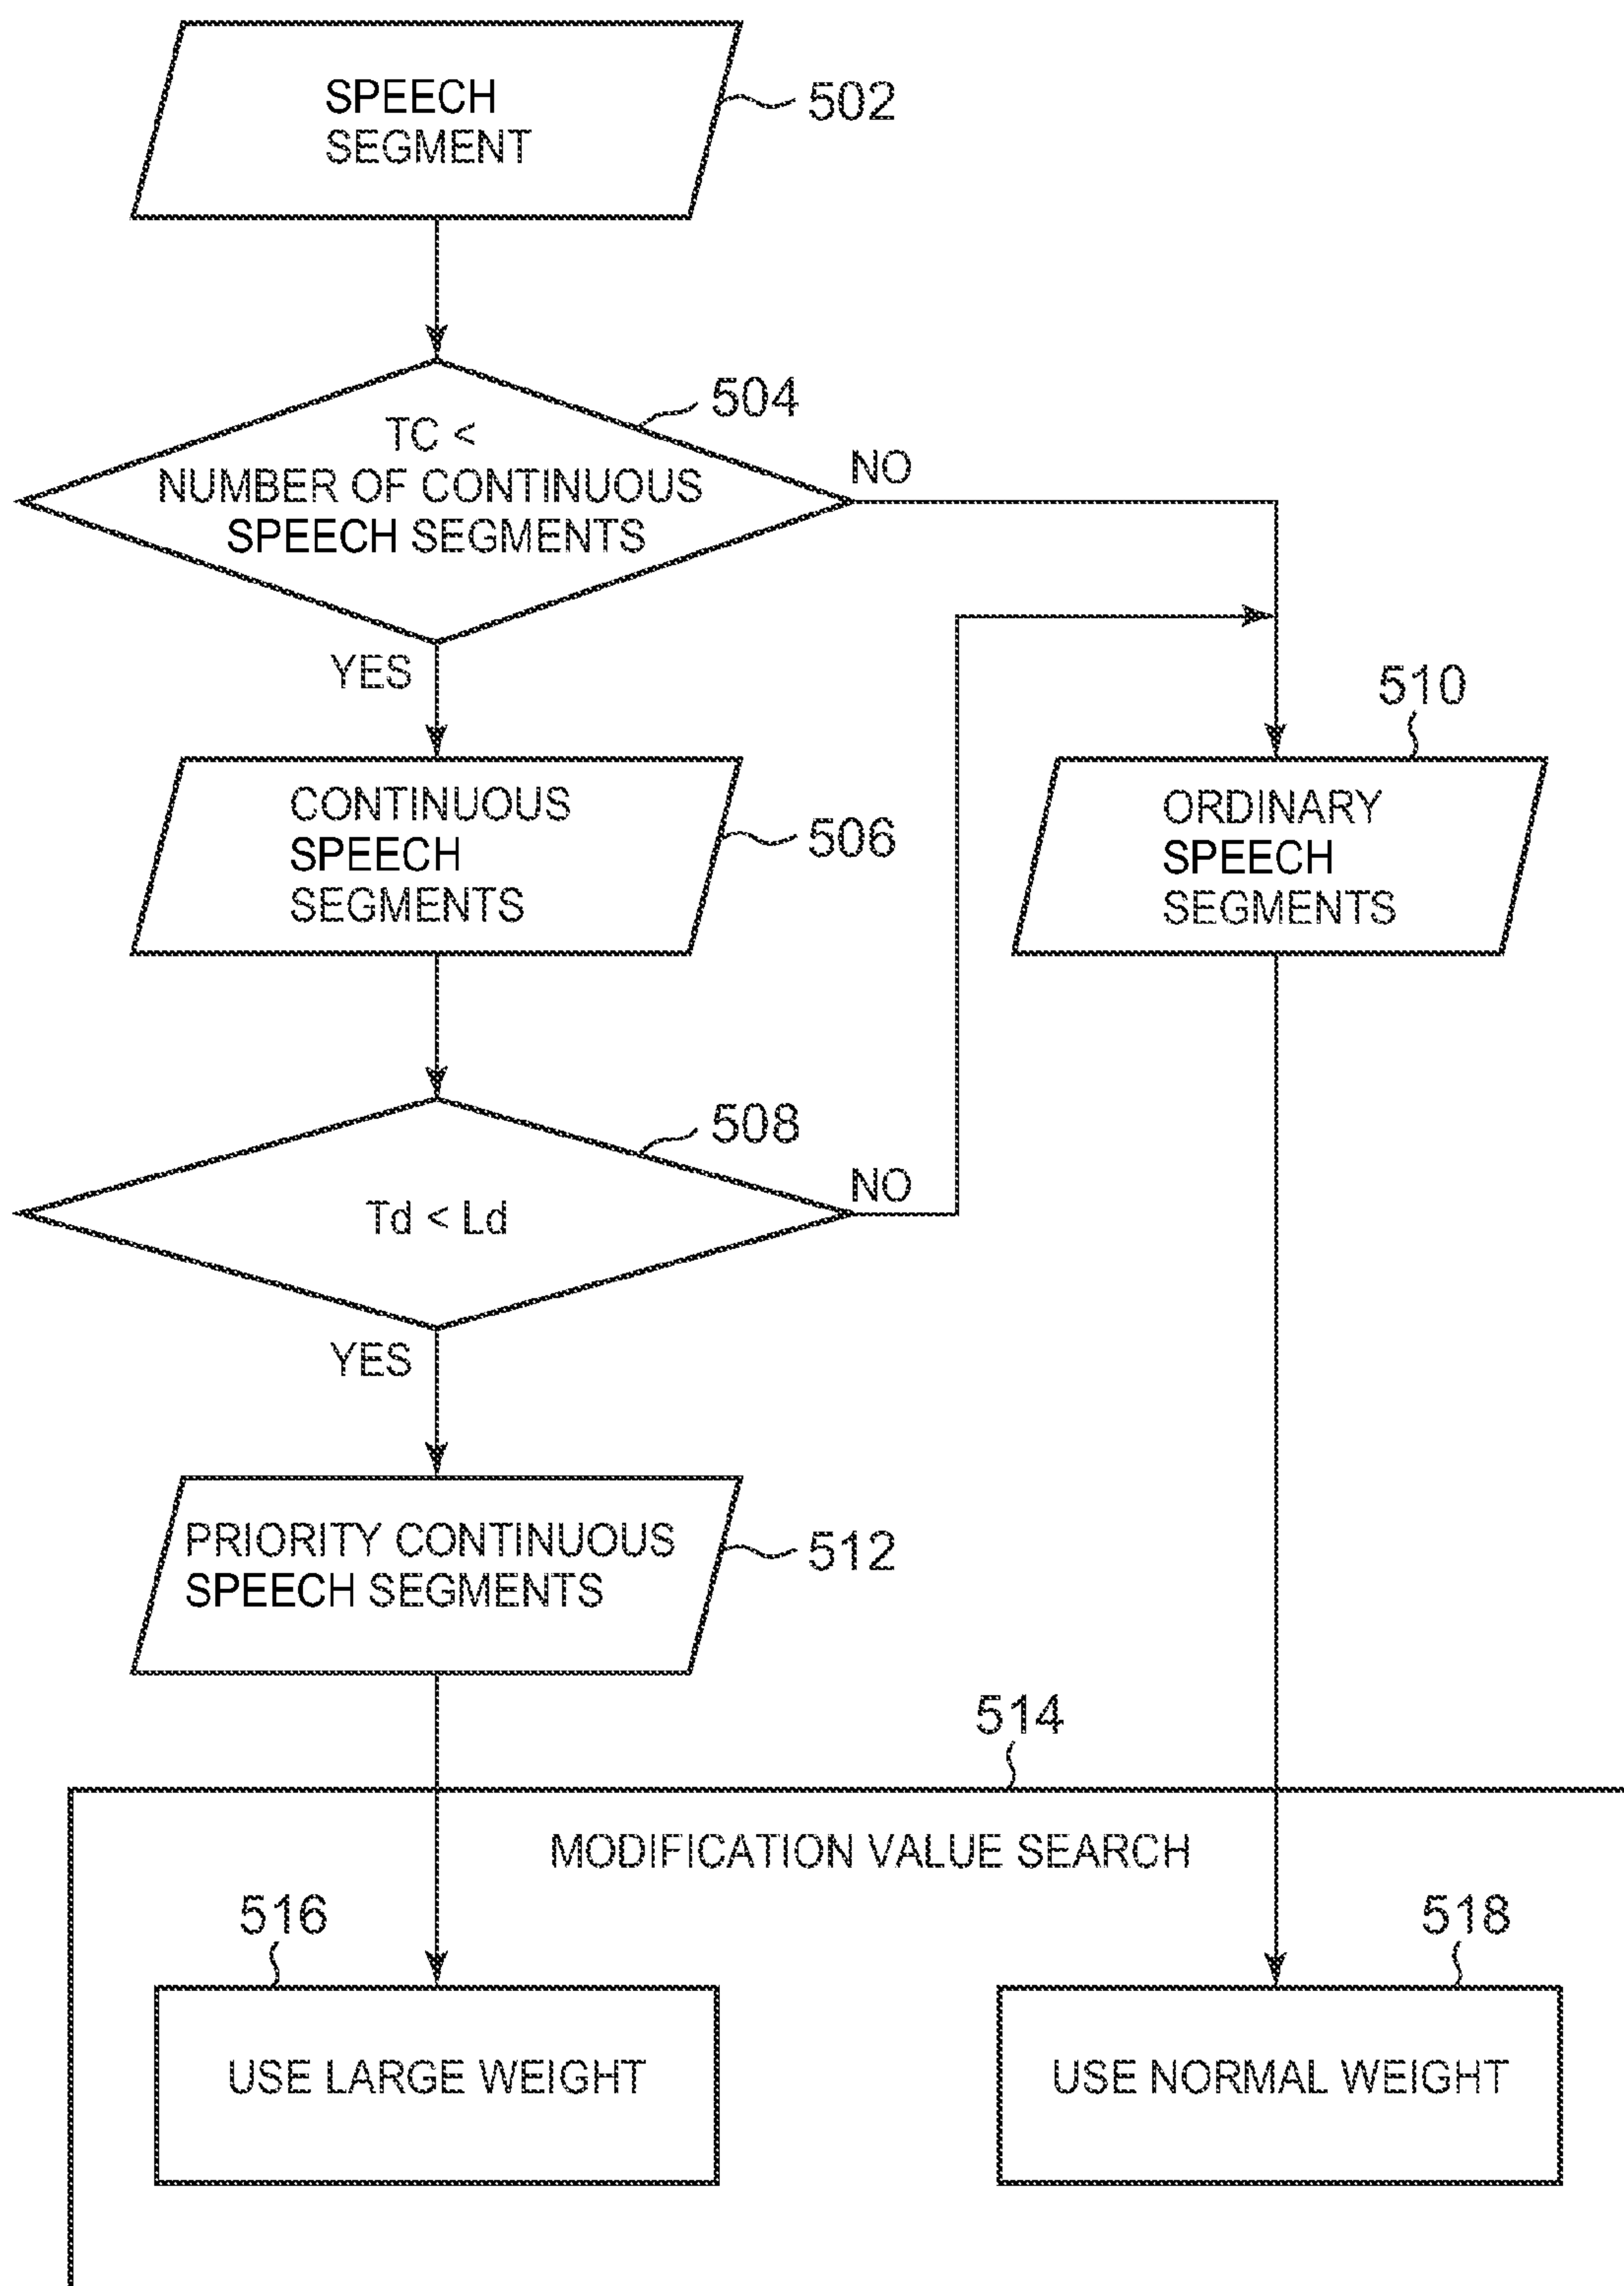 SPEECH
SEGMENT
502
TC <
NUMBER OF CONTINUOUS
SPEECH SEGMENTS
504
NO
YES
CONTINUOUS
SPEECH
SEGMENTS
506
510
ORDINARY
SPEECH
SEGMENTS
508
Td < Ld
NO
YES
PRIORITY CONTINUOUS
SPEECH SEGMENTS
512
514
MODIFICATION VALUE SEARCH
516
USE LARGE WEIGHT
518
USE NORMAL WEIGHT